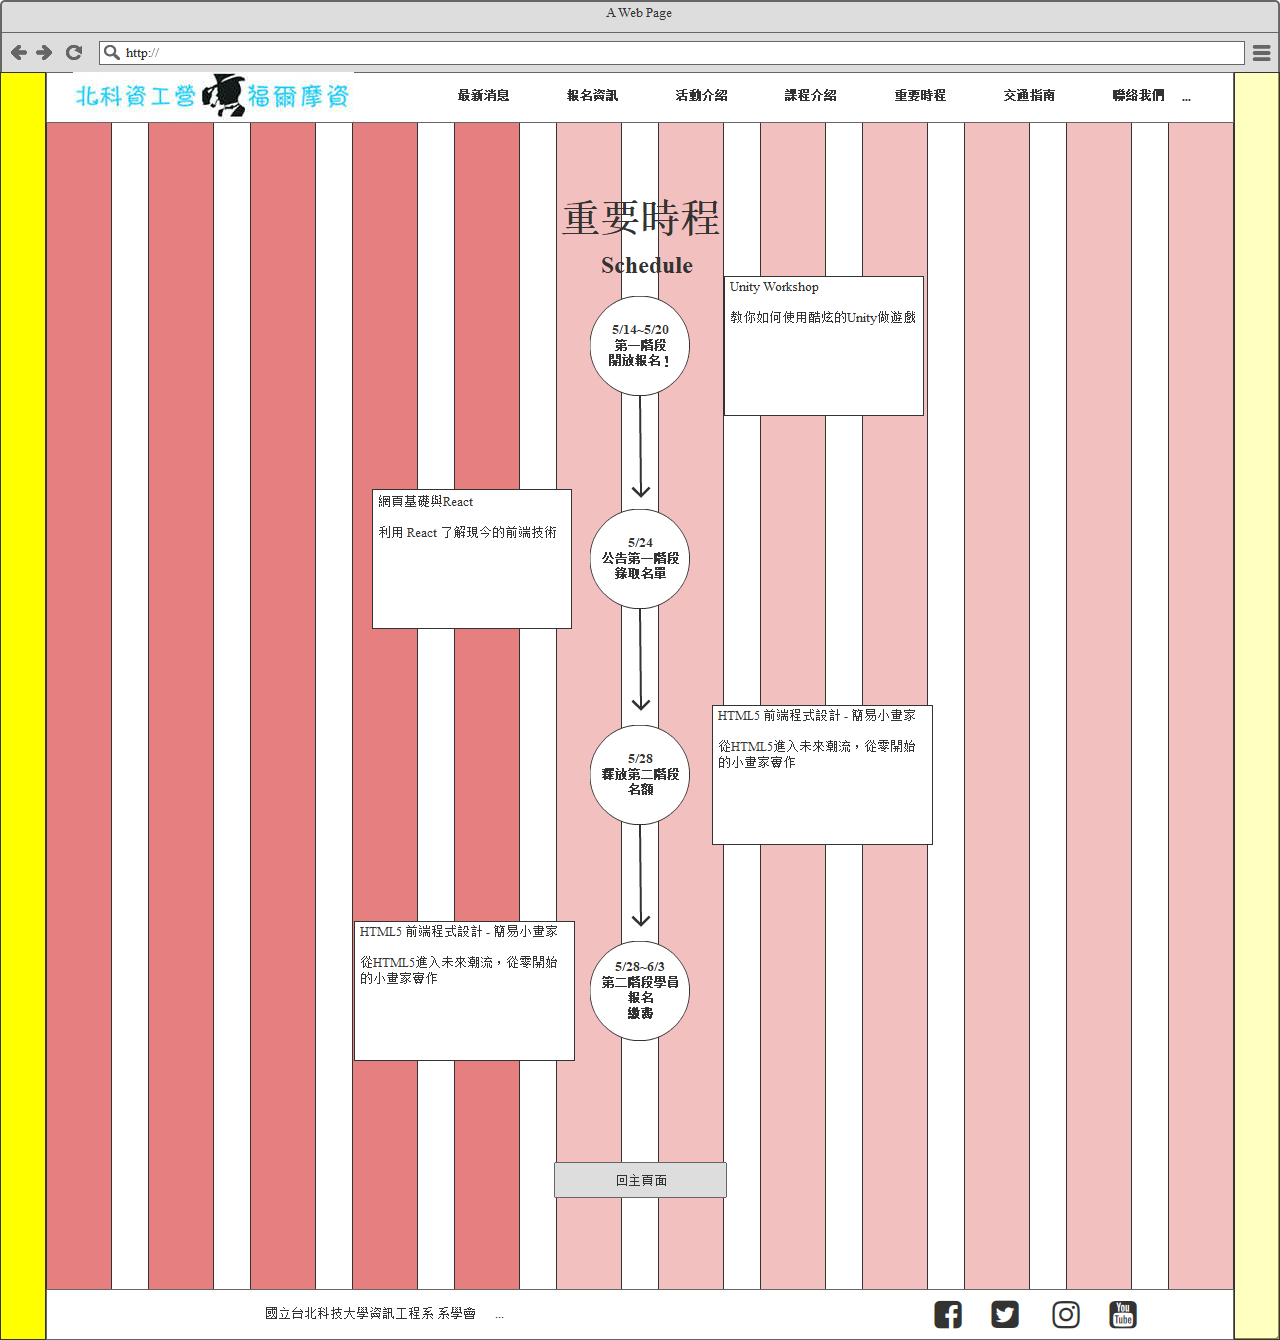 A Web Page
http://
北科資工營 福爾摩資
最新消息 報名資訊 活動介紹 課程介紹 重要時程 交通指南 聯絡我們 ...
重要時程
Schedule
Unity Workshop
教你如何使用酷炫的Unity做遊戲
5/14~5/20
第一階段
開放報名！
網頁基礎與React
利用 React 了解現今的前端技術
5/24
公告第一階段
錄取名單
HTML5 前端程式設計 - 簡易小畫家
從HTML5進入未來潮流，從零開始
的小畫家實作
5/28
釋放第二階段
名額
HTML5 前端程式設計 - 簡易小畫家
從HTML5進入未來潮流，從零開始
的小畫家實作
5/28~6/3
第二階段學員
報名
繳費
回主頁面
國立台北科技大學資訊工程系 系學會 ...
You
Tube